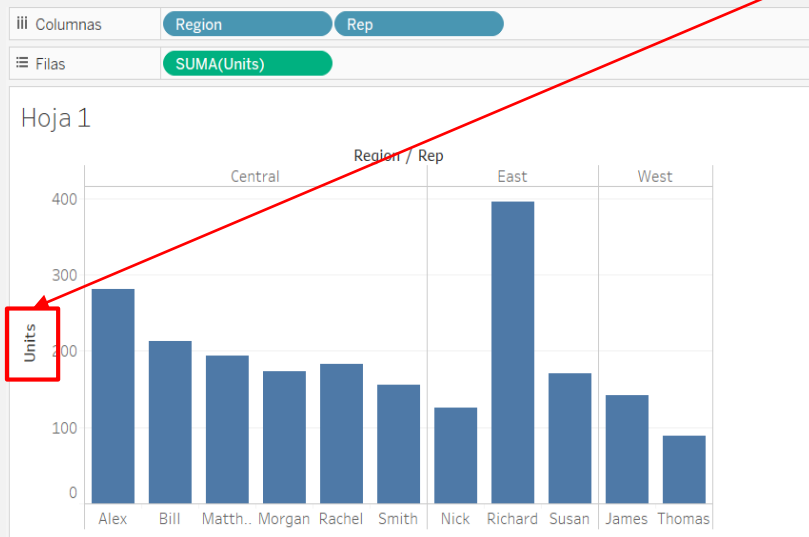 Columnas Region Rep
Filas SUMA(Units)
Hoja 1
Region / Rep
Central East West
400
300
Units
200
100
0
Alex Bill Matth.. Morgan Rachel Smith Nick Richard Susan James Thomas